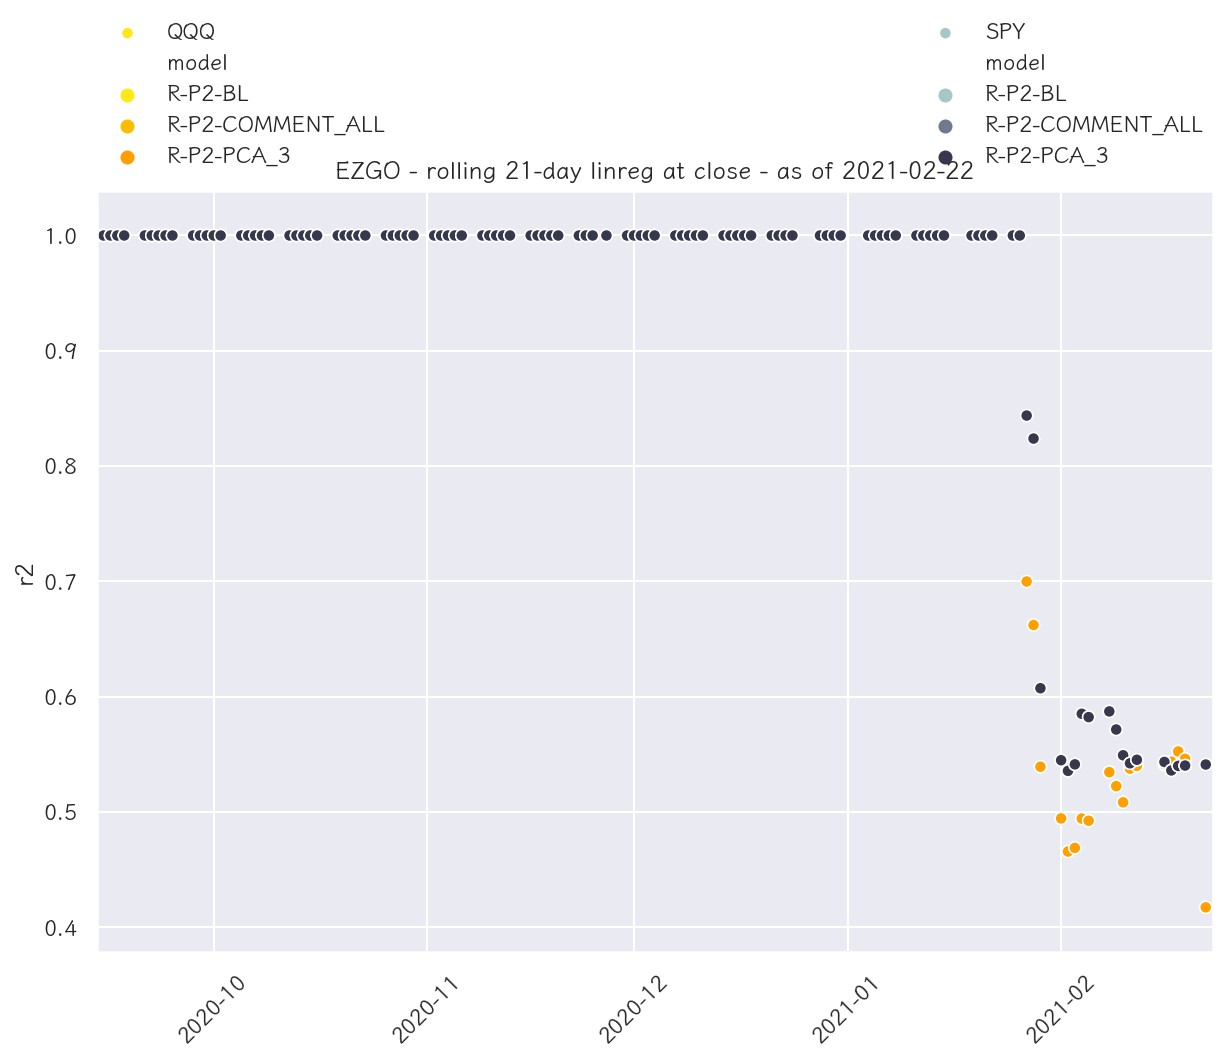 QQQ
model
R-P2-BL
R-P2-COMMENT_ALL
R-P2-PCA_3
SPY
model
R-P2-BL
R-P2-COMMENT_ALL
R-P2-PCA_3
EZGO - rolling 21-day linreg at close - as of 2021-02-22
r2
1.0
0.9
0.8
0.7
0.6
0.5
0.4
2020-10
2020-11
2020-12
2021-01
2021-02